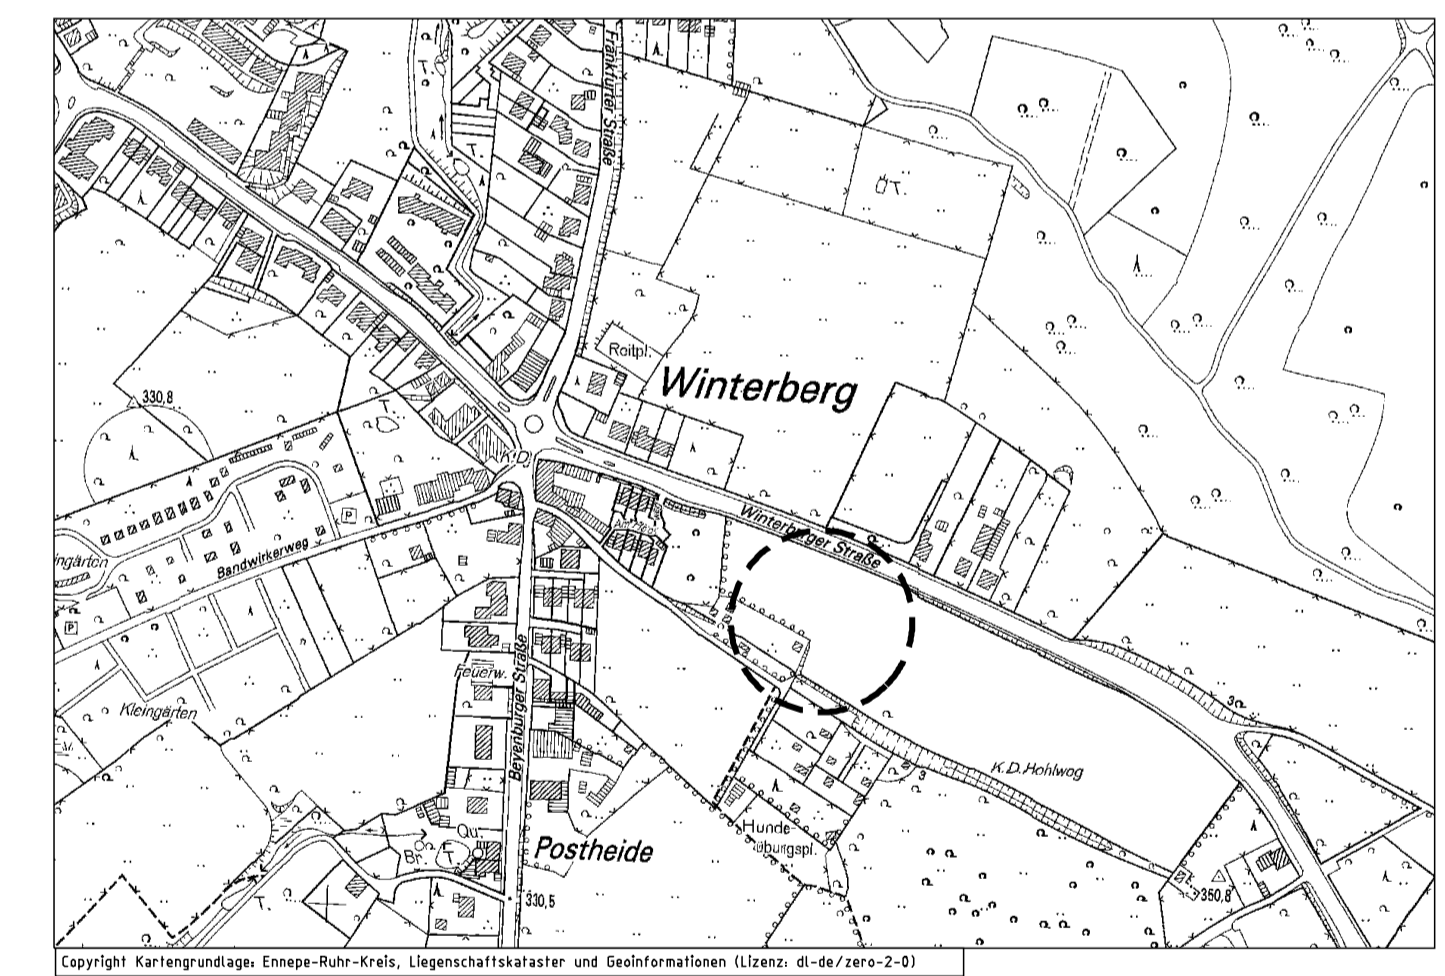 Frankfurter Straße
T.
T.
T.
Reitpl.
Winterberg
330,8
T.
K.D.
P
Winterberger Straße
ingärten
Bandwirkerweg
P
Feuerw.
Beyenburger Straße
Kleingärten
K.D.Hohlweg
Hunde-
übungspl.
Qu.
Br.
T.
Postheide
T.
330,5
350,8
Copyright Kartengrundlage: Ennepe-Ruhr-Kreis, Liegenschaftskataster und Geoinformationen (Lizenz: dl-de/zero-2-0)